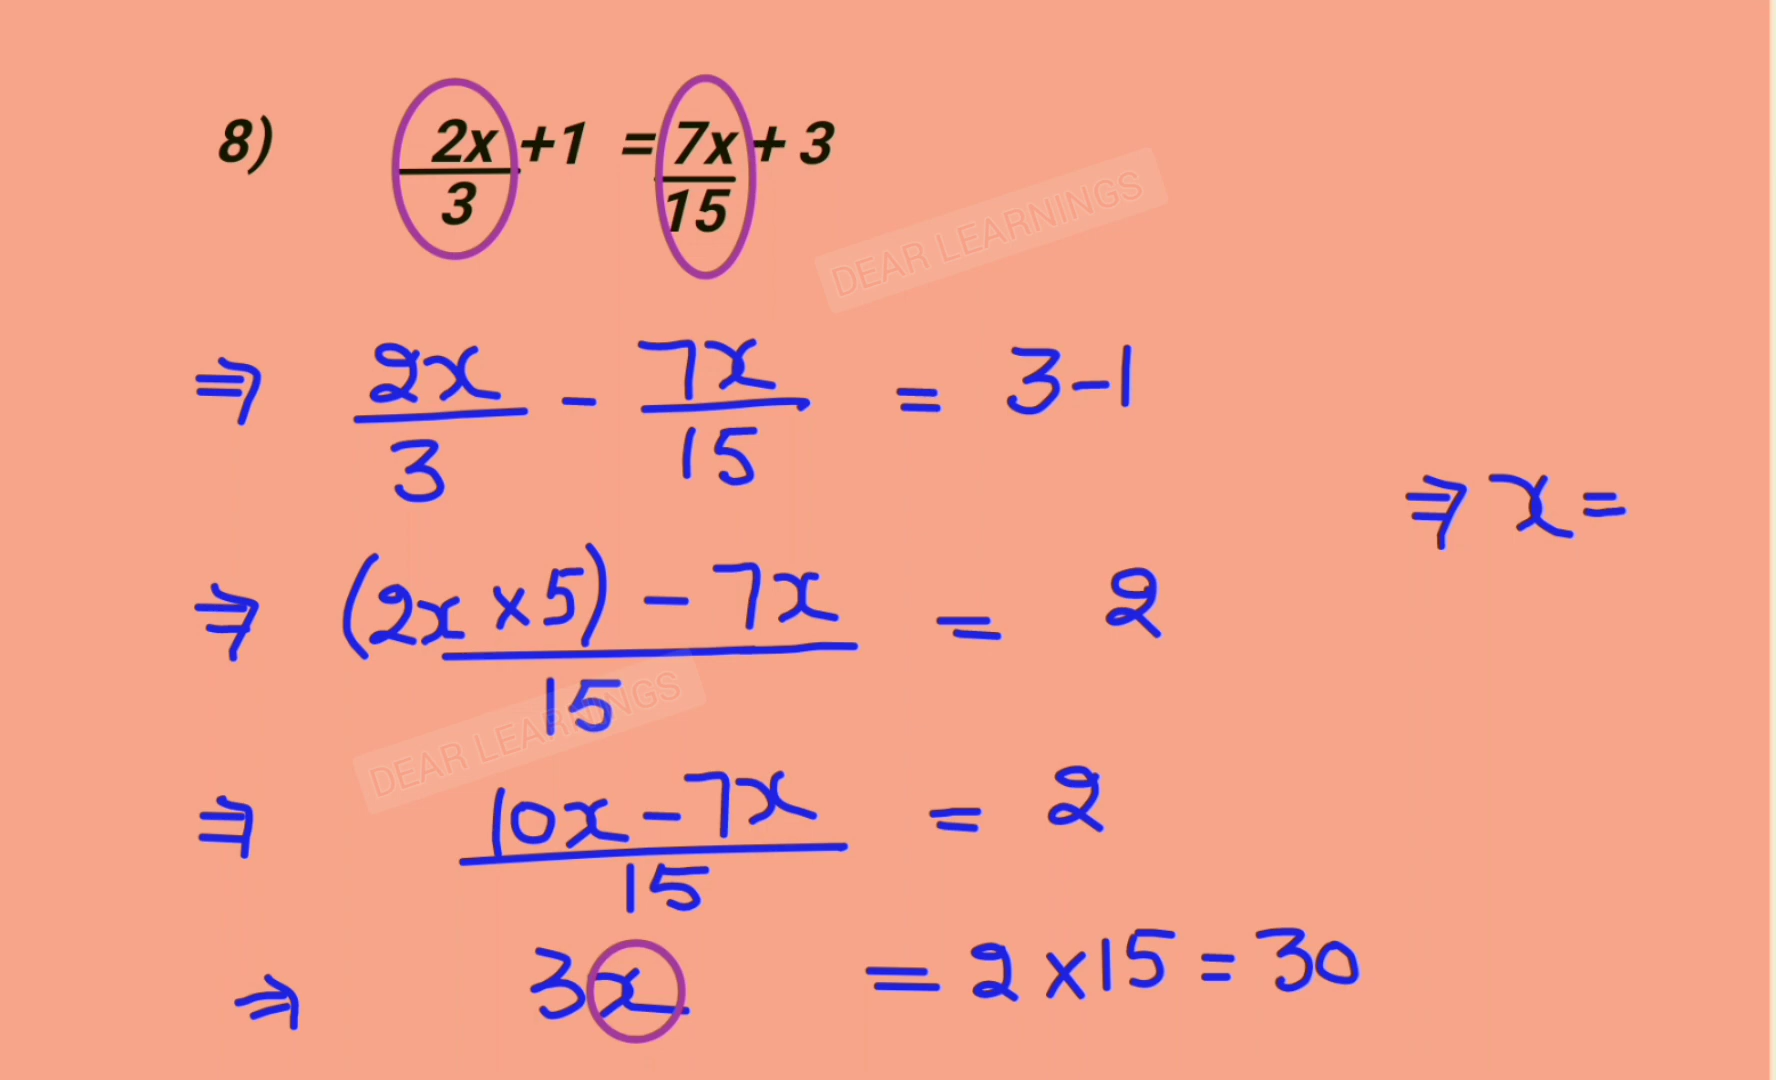 8) 2x/3 +1 = 7x/15 + 3
DEAR LEARNINGS
⇒ 2x/3 - 7x/15 = 3-1
⇒ (2x × 5) - 7x / 15 = 2
DEAR LEARNINGS
⇒ 10x - 7x / 15 = 2
⇒ 3x = 2 × 15 = 30
⇒ x =